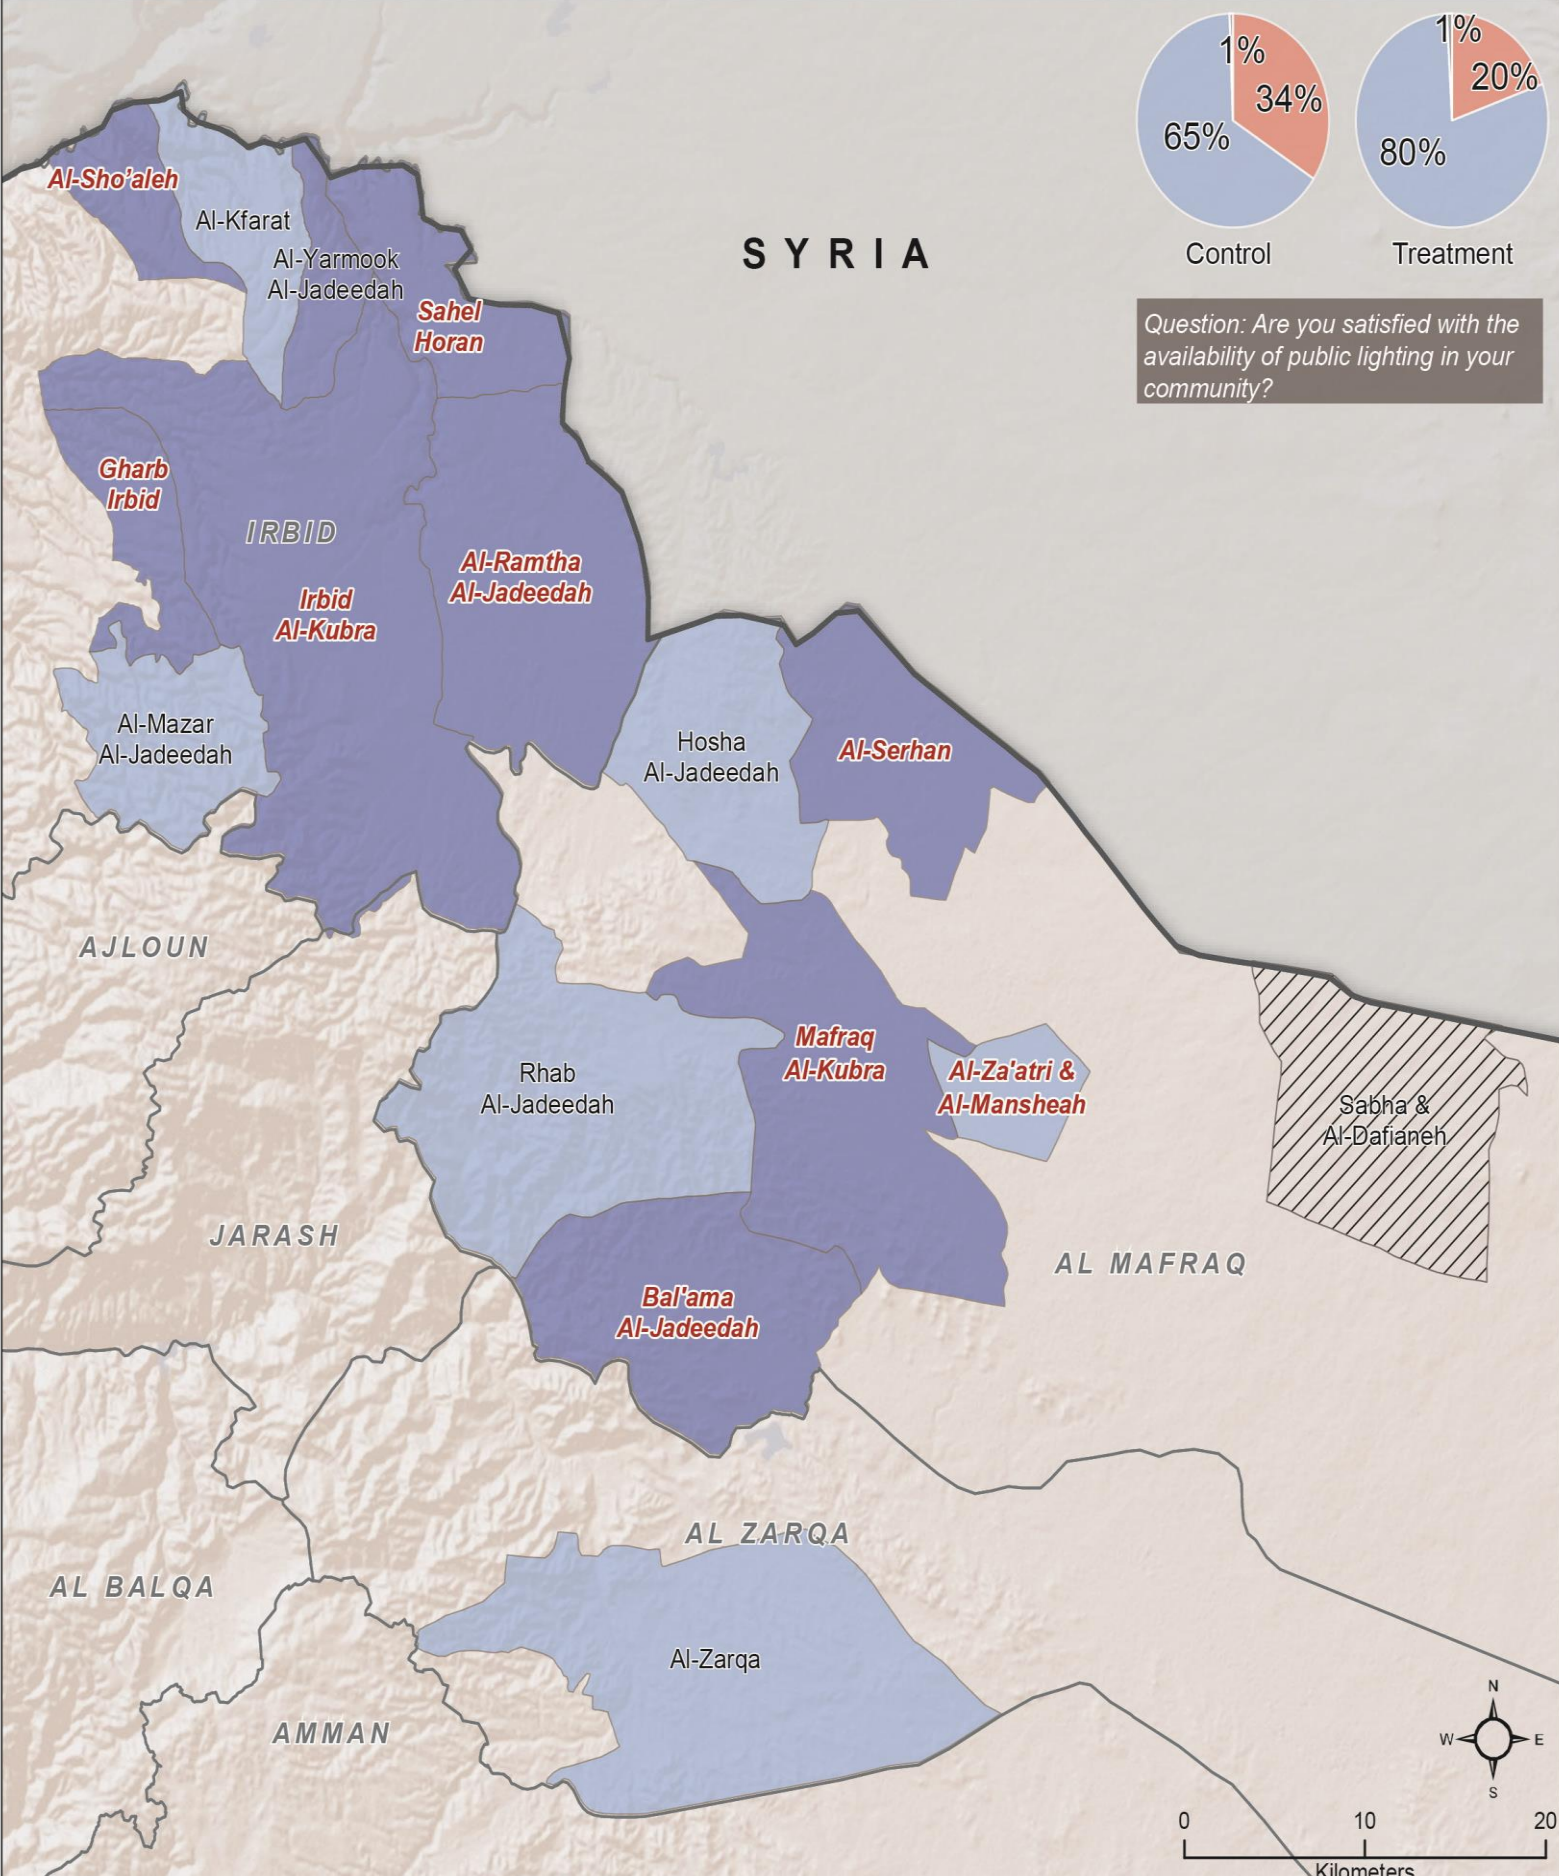 1%
34%
65%
Control
1%
20%
80%
Treatment
Question: Are you satisfied with the
availability of public lighting in your
community?
SYRIA
Al-Sho'aleh
Al-Kfarat
Al-Yarmook
Al-Jadeedah
Sahel
Horan
Gharb
Irbid
IRBID
Irbid
Al-Kubra
Al-Ramtha
Al-Jadeedah
Al-Mazar
Al-Jadeedah
Hosha
Al-Jadeedah
Al-Serhan
AJLOUN
Rhab
Al-Jadeedah
Mafraq
Al-Kubra
Al-Za'atri &
Al-Mansheah
Sabha &
Al-Dafianeh
JARASH
AL MAFRAQ
Bal'ama
Al-Jadeedah
AL ZARQA
AL BALQA
Al-Zarqa
AMMAN
N
W
E
S
0
10
20
Kilometers